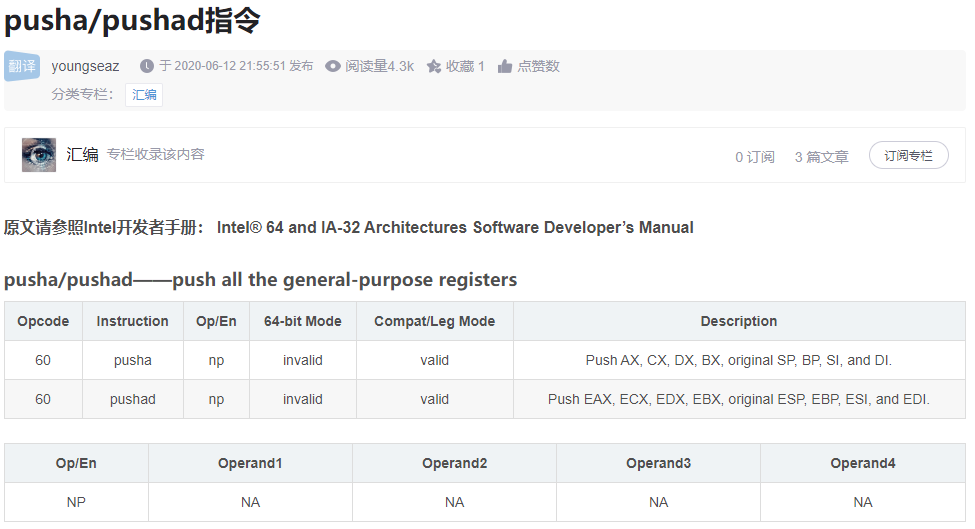 pusha/pushad指令
翻译 youngseaz 于 2020-06-12 21:55:51 发布 阅读量4.3k 收藏 1 点赞数
分类专栏： 汇编
汇编 专栏收录该内容 0 订阅 3 篇文章 订阅专栏
原文请参照Intel开发者手册： Intel® 64 and IA-32 Architectures Software Developer’s Manual
pusha/pushad——push all the general-purpose registers
Opcode Instruction Op/En 64-bit Mode Compat/Leg Mode Description
60 pusha np invalid valid Push AX, CX, DX, BX, original SP, BP, SI, and DI.
60 pushad np invalid valid Push EAX, ECX, EDX, EBX, original ESP, EBP, ESI, and EDI.
Op/En Operand1 Operand2 Operand3 Operand4
NP NA NA NA NA